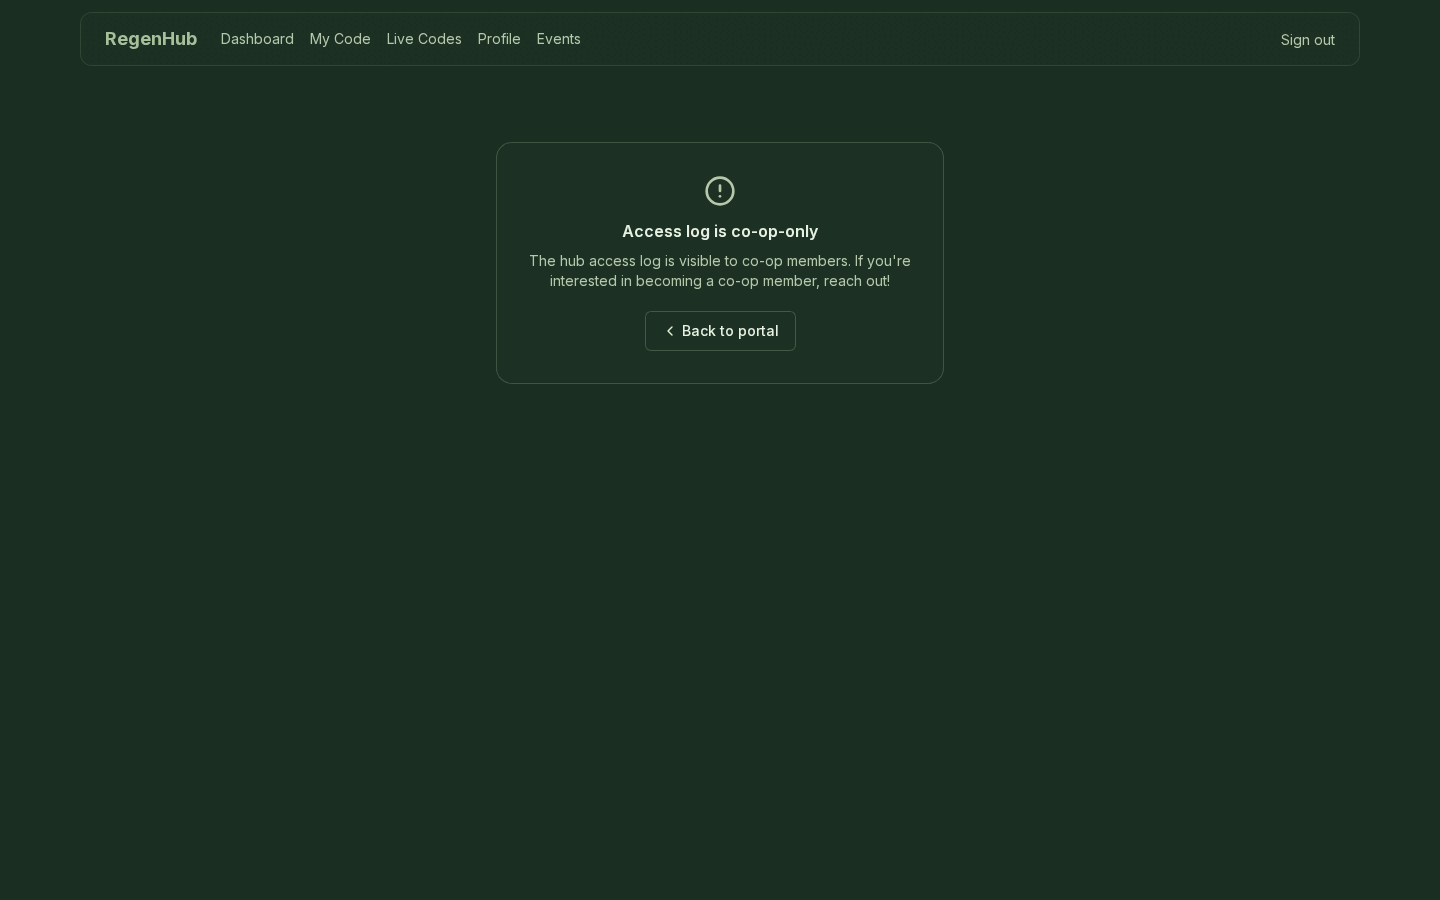 RegenHub Dashboard My Code Live Codes Profile Events Sign out
Access log is co-op-only
The hub access log is visible to co-op members. If you're
interested in becoming a co-op member, reach out!
Back to portal